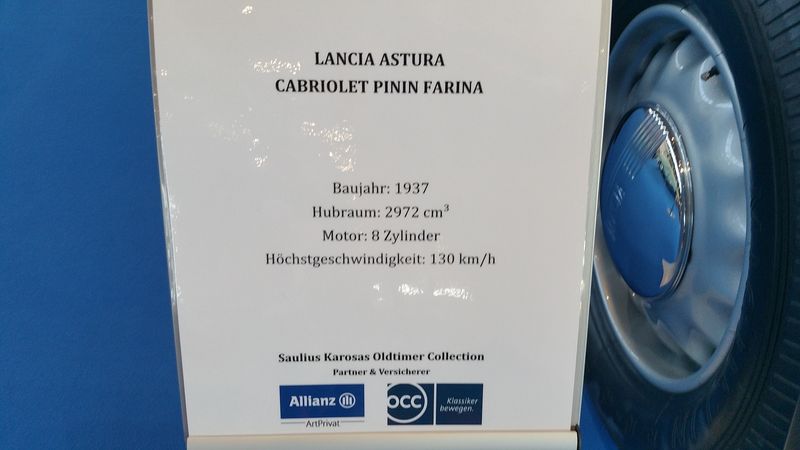 LANCIA ASTURA
CABRIOLET PININ FARINA
Baujahr: 1937
Hubraum: 2972 cm³
Motor: 8 Zylinder
Höchstgeschwindigkeit: 130 km/h
Saulius Karosas Oldtimer Collection
Partner & Versicherer
Allianz
ArtPrivat
OCC
Klassiker
bewegen.